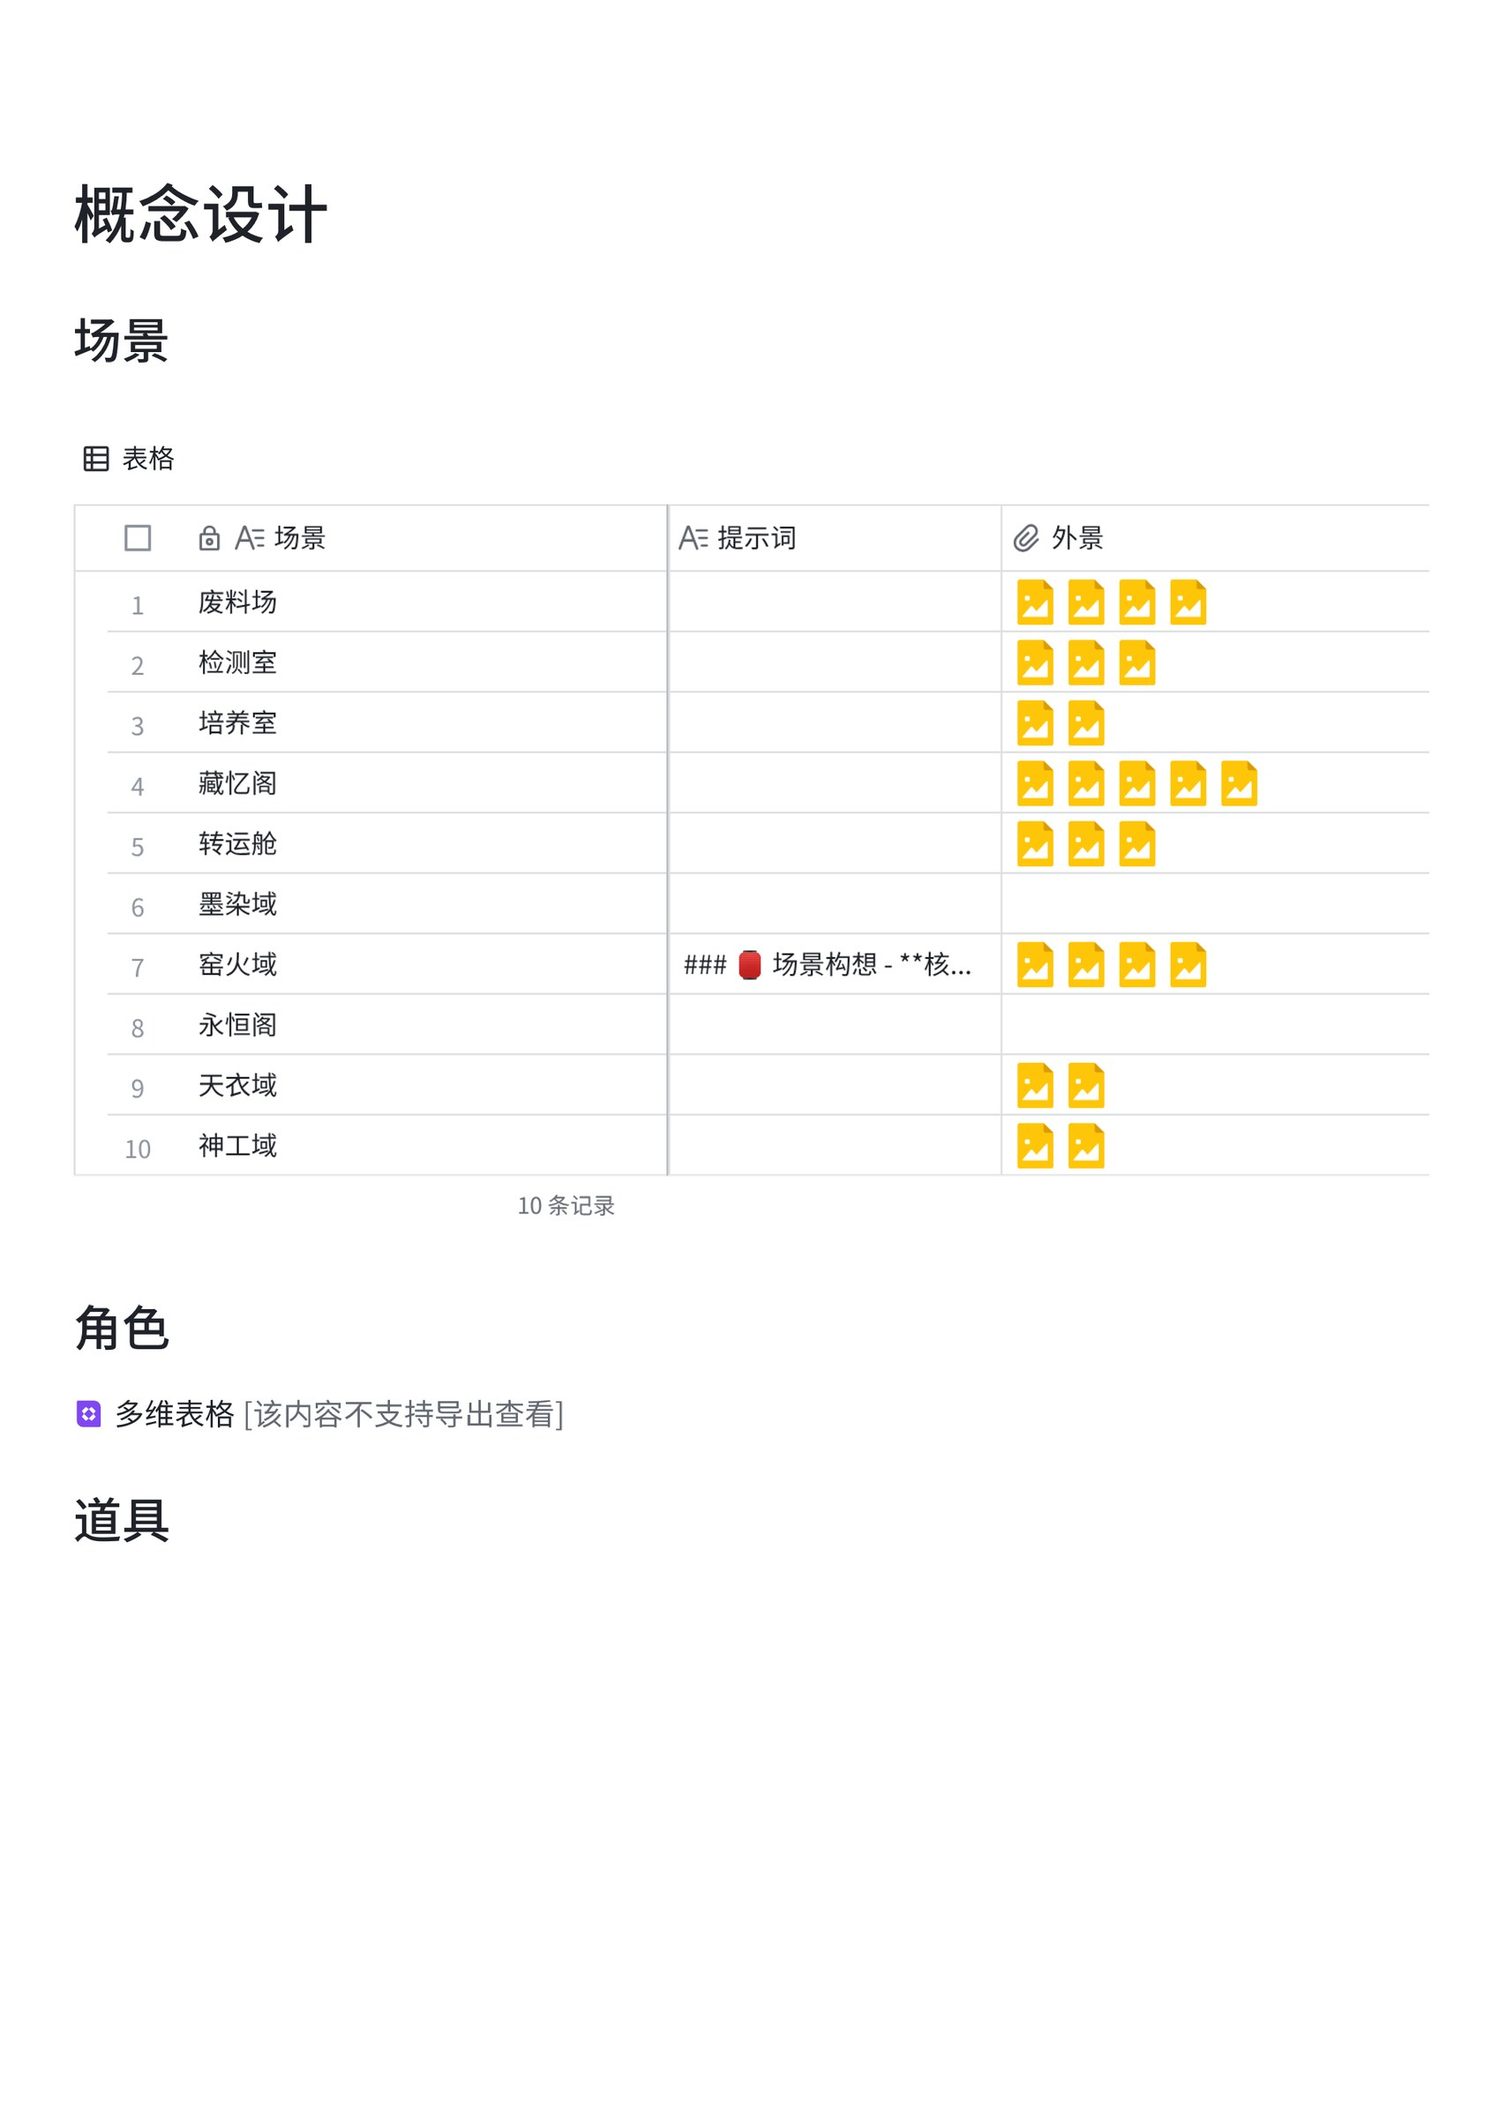 概念设计
场景
表格
场景 提示词 外景
1 废料场
2 检测室
3 培养室
4 藏忆阁
5 转运舱
6 墨染域
7 窑火域 ### 🧧 场景构想 - **核...
8 永恒阁
9 天衣域
10 神工域
10 条记录
角色
多维表格 [该内容不支持导出查看]
道具